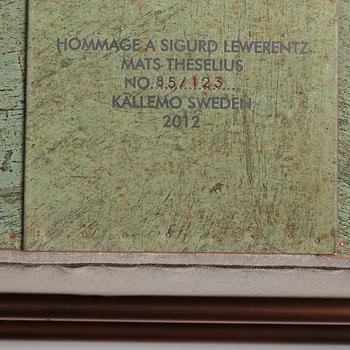 HOMMAGE A SIGURD LEWERENTZ
MATS THESELIUS
NO. 85/123
KÄLLEMO SWEDEN
2012